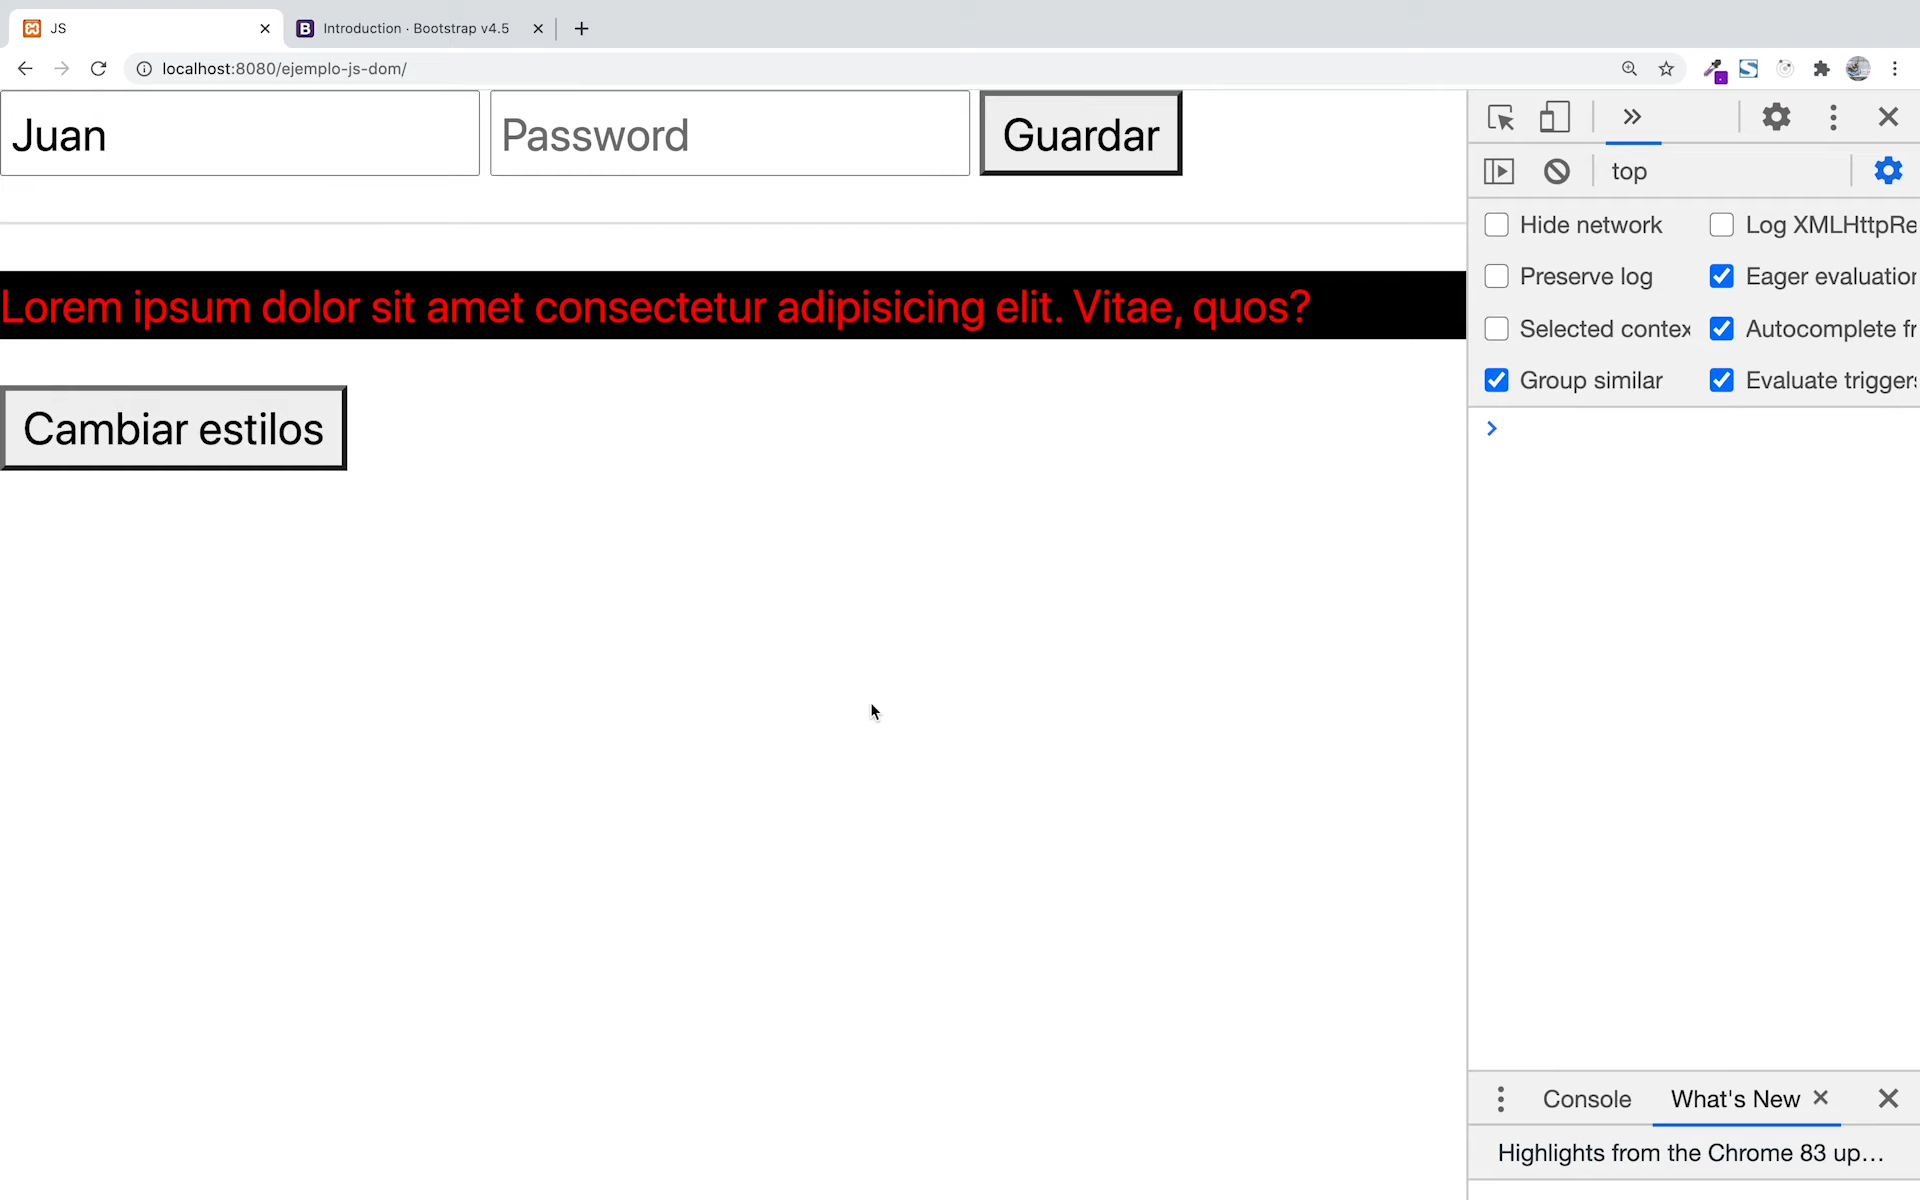 JS
Introduction · Bootstrap v4.5
localhost:8080/ejemplo-js-dom/
Juan
Password
Guardar
Lorem ipsum dolor sit amet consectetur adipisicing elit. Vitae, quos?
Cambiar estilos
top
Hide network
Log XMLHttpRe
Preserve log
Eager evaluation
Selected contex
Autocomplete fr
Group similar
Evaluate triggers
Console
What's New
Highlights from the Chrome 83 up...